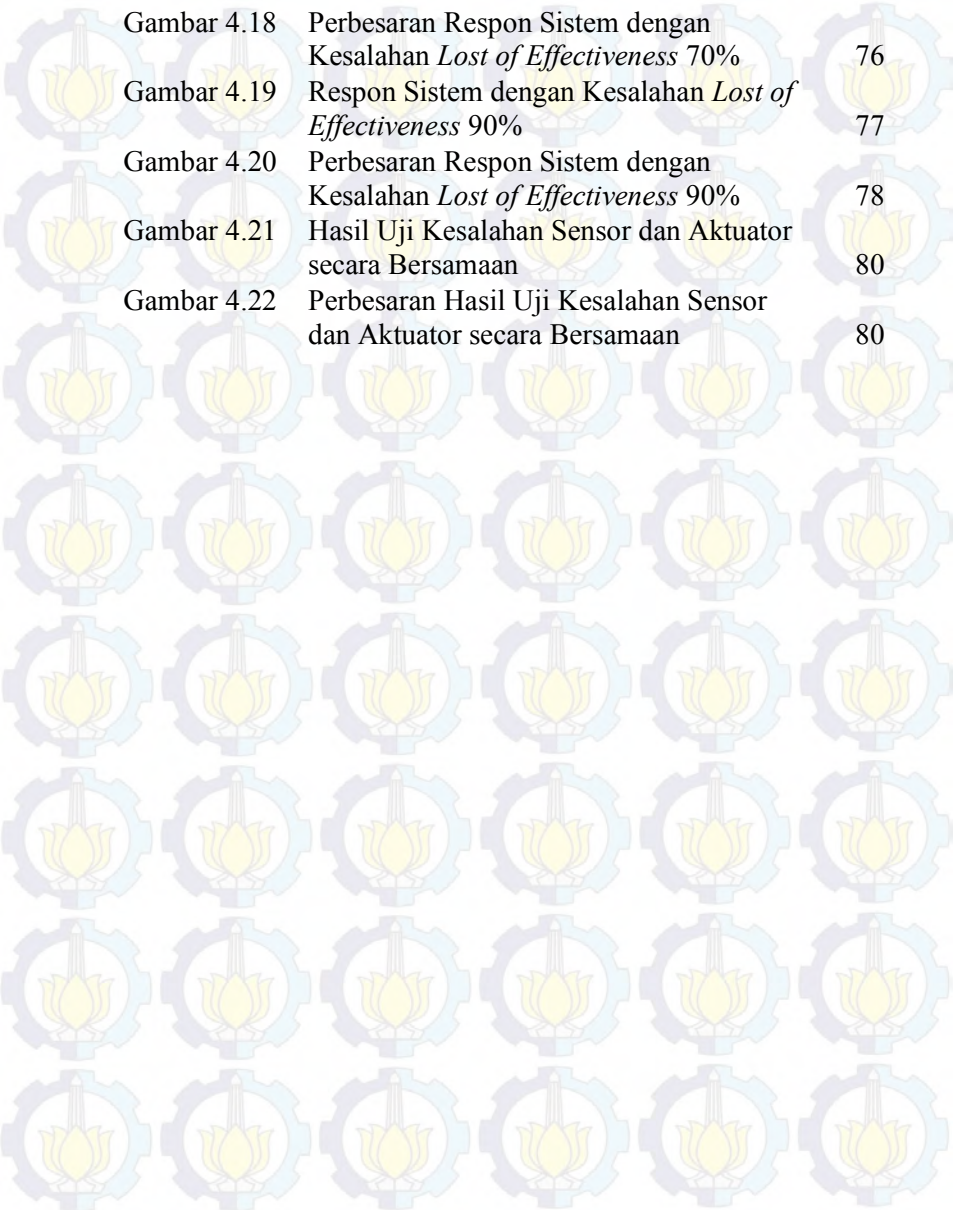 Gambar 4.18 Perbesaran Respon Sistem dengan
Kesalahan Lost of Effectiveness 70% 76
Gambar 4.19 Respon Sistem dengan Kesalahan Lost of
Effectiveness 90% 77
Gambar 4.20 Perbesaran Respon Sistem dengan
Kesalahan Lost of Effectiveness 90% 78
Gambar 4.21 Hasil Uji Kesalahan Sensor dan Aktuator
secara Bersamaan 80
Gambar 4.22 Perbesaran Hasil Uji Kesalahan Sensor
dan Aktuator secara Bersamaan 80